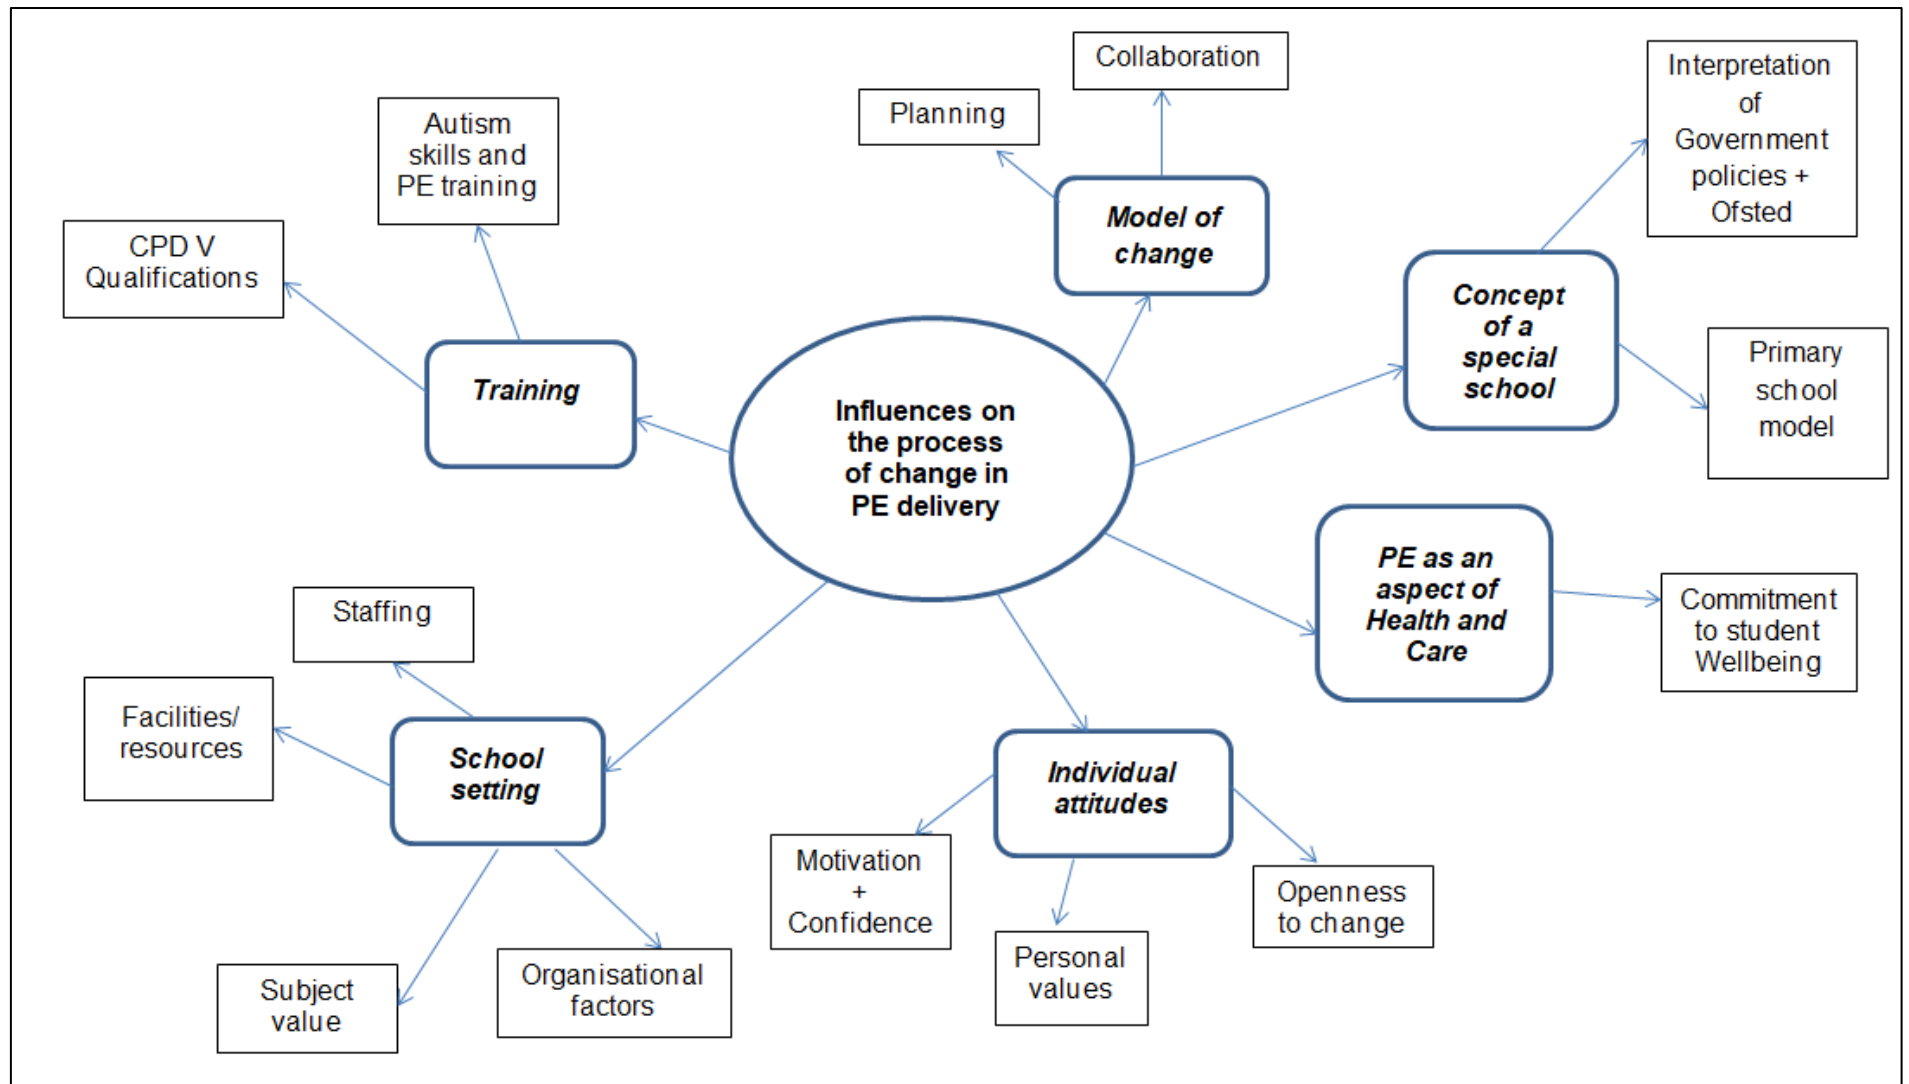 Collaboration
Planning
Interpretation
of
Government
policies +
Ofsted
Autism
skills and
PE training
CPD V
Qualifications
Model of
change
Concept
of a
special
school
Primary
school
model
Training
Influences on
the process
of change in
PE delivery
PE as an
aspect of
Health and
Care
Commitment
to student
Wellbeing
Staffing
Facilities/
resources
School
setting
Individual
attitudes
Motivation
+
Confidence
Openness
to change
Personal
values
Subject
value
Organisational
factors